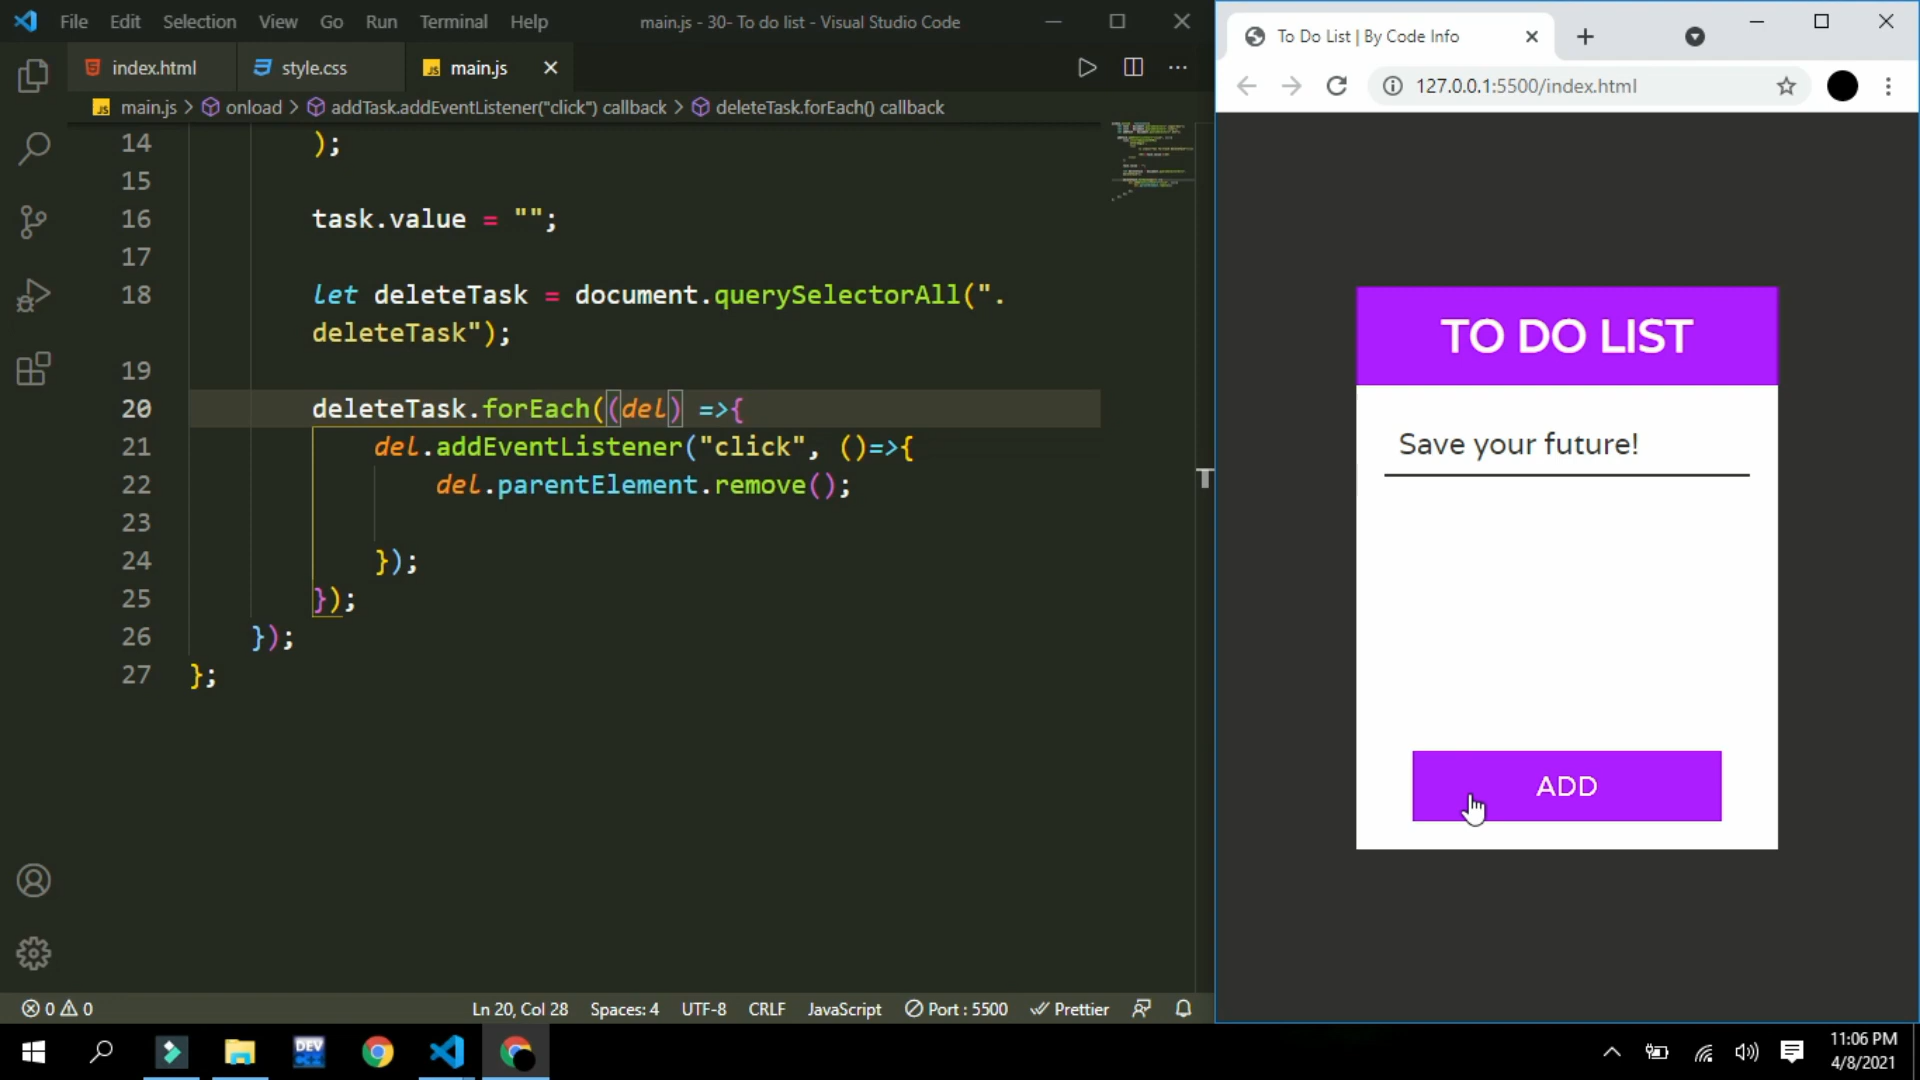 File Edit Selection View Go Run Terminal Help
main.js - 30- To do list - Visual Studio Code
index.html
style.css
JS main.js
JS main.js > onload > addTask.addEventListener("click") callback > deleteTask.forEach() callback
14 );
15
16 task.value = "";
17
18 let deleteTask = document.querySelectorAll(".
deleteTask");
19
20 deleteTask.forEach((del) =>{
21 del.addEventListener("click", ()=>{
22 del.parentElement.remove();
23
24 });
25 });
26 });
27 };
0 0
Ln 20, Col 28 Spaces: 4 UTF-8 CRLF JavaScript Port : 5500 Prettier
To Do List | By Code Info
127.0.0.1:5500/index.html
TO DO LIST
Save your future!
ADD
T
DEV
C++
11:06 PM
4/8/2021